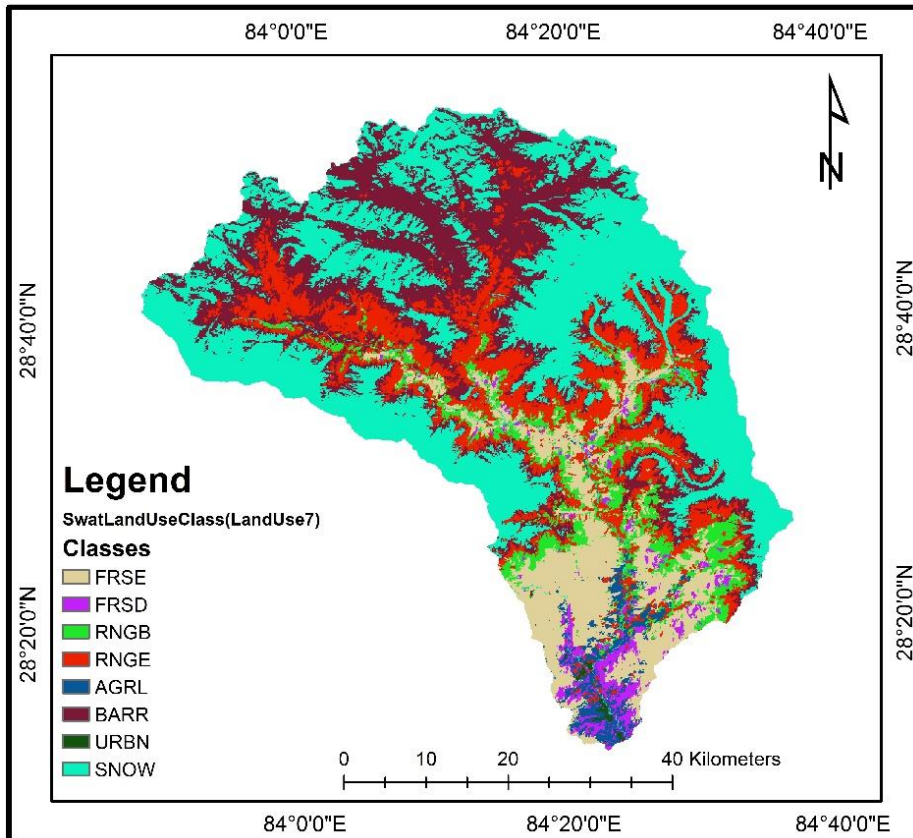 84°0'0"E 84°20'0"E 84°40'0"E
N
28°40'0"N 28°40'0"N
Legend
SwatLandUseClass(LandUse7)
Classes
FRSE
FRSD
RNGB
RNGE
AGRL
BARR
URBN
SNOW
28°20'0"N 28°20'0"N
0 10 20 40 Kilometers
84°0'0"E 84°20'0"E 84°40'0"E